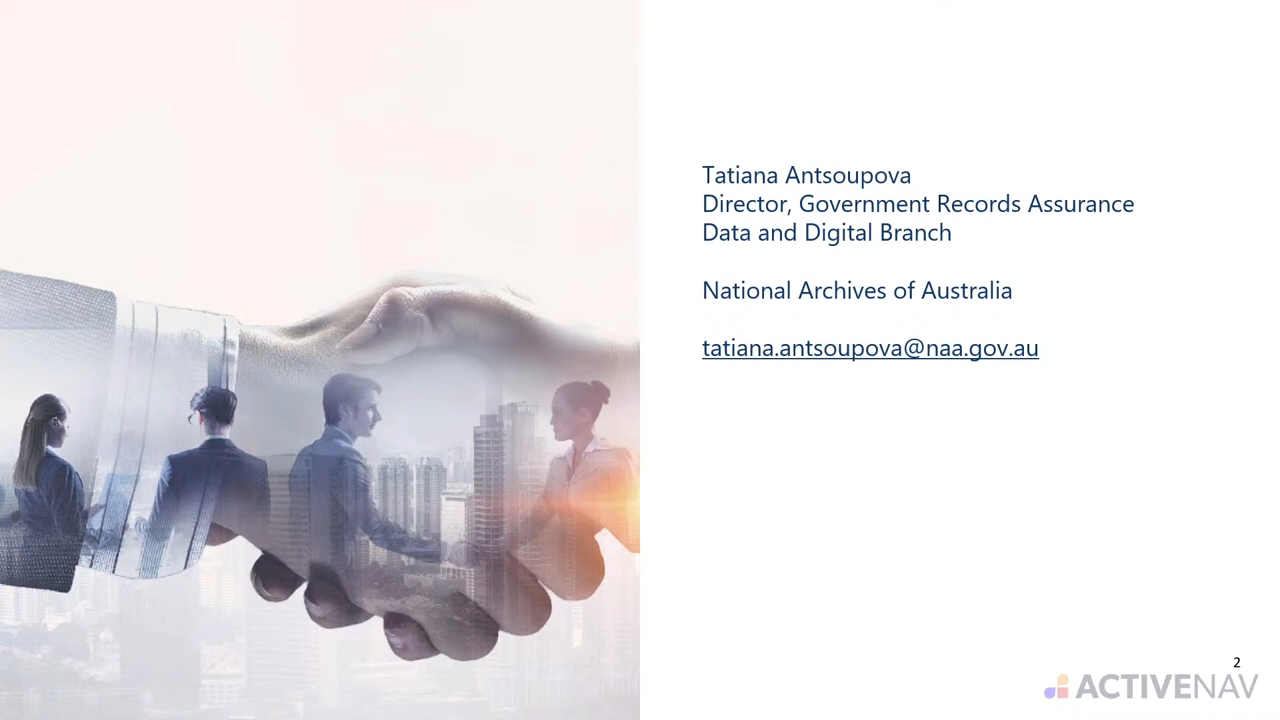 Tatiana Antsoupova
Director, Government Records Assurance
Data and Digital Branch
National Archives of Australia
tatiana.antsoupova@naa.gov.au
2
ACTIVENAV